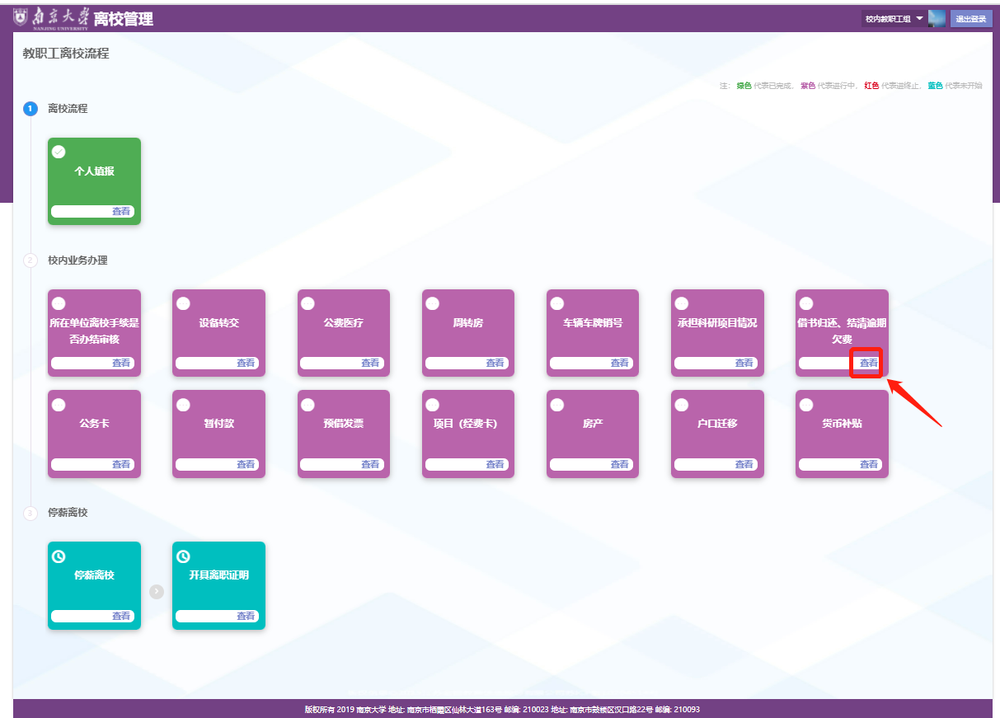 南京大学 离校管理
NANJING UNIVERSITY
校内教职工组 退出登录
教职工离校流程
注: 绿色 代表已完成, 紫色 代表进行中, 红色 代表进终止, 蓝色 代表未开始
1 离校流程
个人填报
查看
2 校内业务办理
所在单位离校手续是
否办结审核
查看
设备转交
查看
公费医疗
查看
周转房
查看
车辆车牌销号
查看
承担科研项目情况
查看
借书归还、结清逾期
欠费
查看
公务卡
查看
暂付款
查看
预借发票
查看
项目（经费卡）
查看
房产
查看
户口迁移
查看
货币补贴
查看
3 停薪离校
停薪离校
查看
开具离职证明
查看
版权所有 2019 南京大学 地址: 南京市栖霞区仙林大道163号 邮编: 210023 地址: 南京市鼓楼区汉口路22号 邮编: 210093